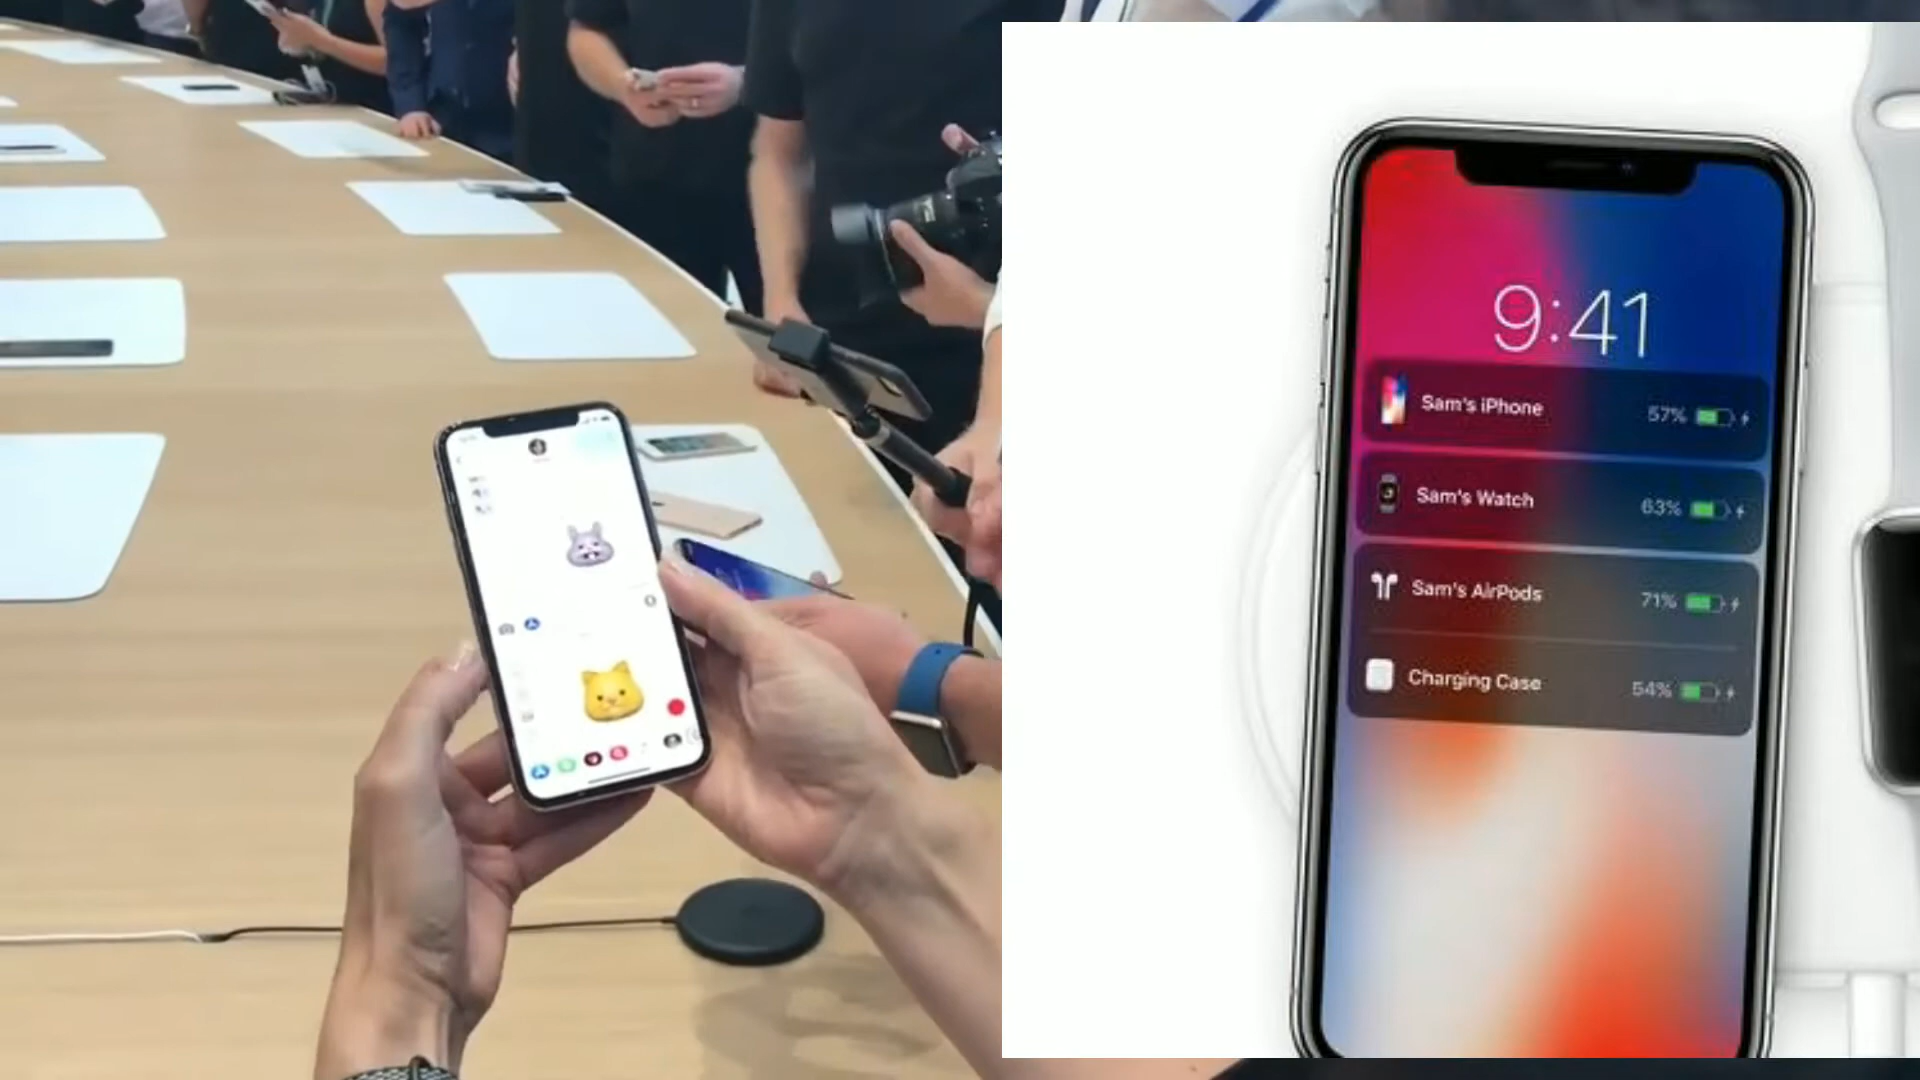 9:41
Sam's iPhone 57%
Sam's Watch 63%
Sam's AirPods 71%
Charging Case 54%